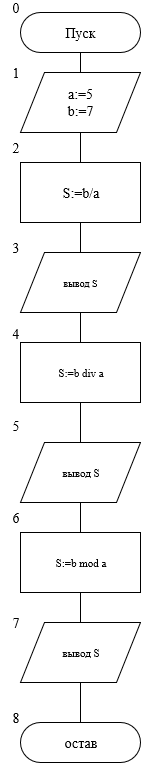 0
Пуск
1
a:=5
b:=7
2
S:=b/a
3
вывод S
4
S:=b div a
5
вывод S
6
S:=b mod a
7
вывод S
8
остав